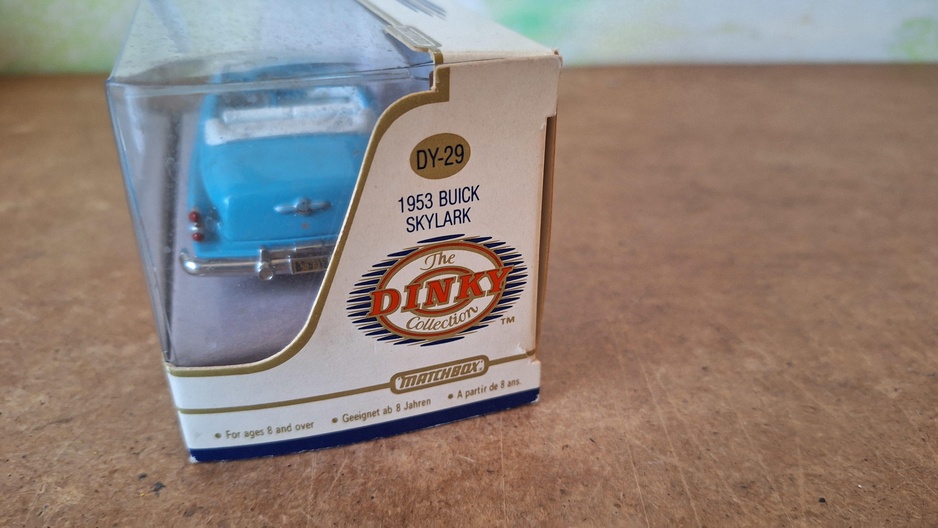 DY-29
1953 BUICK
SKYLARK
The
DINKY
Collection
TM
MATCHBOX
• For ages 8 and over • Geeignet ab 8 Jahren • A partir de 8 ans.